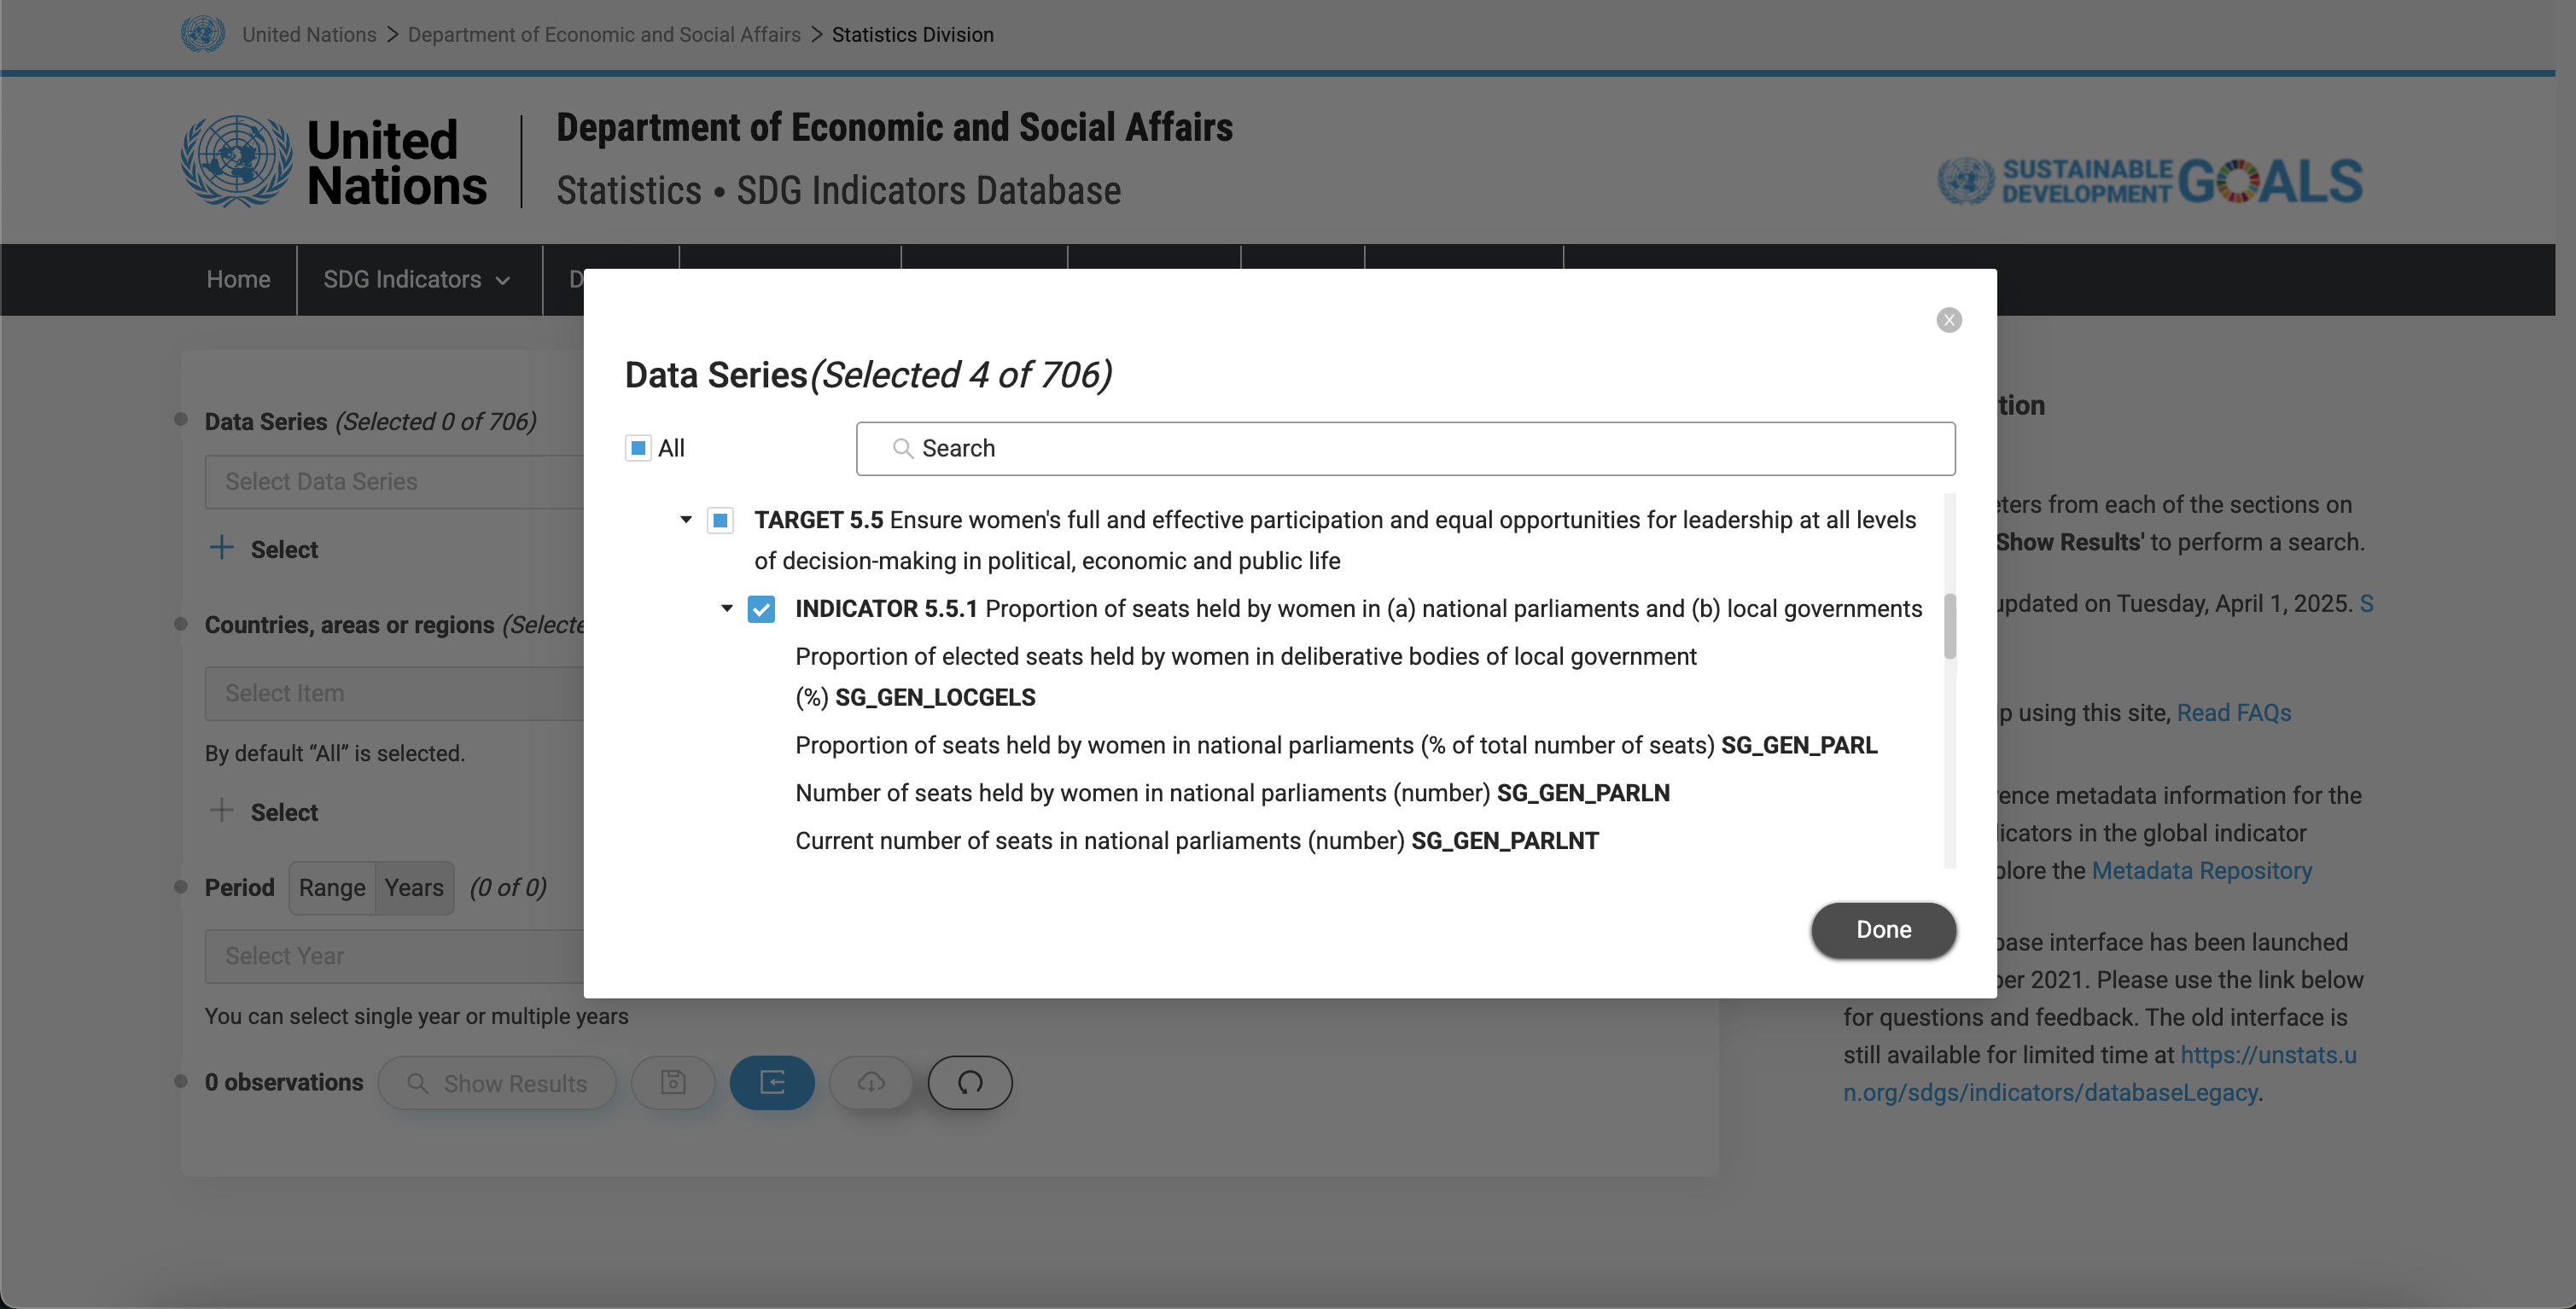 United Nations > Department of Economic and Social Affairs > Statistics Division
United
Nations
Department of Economic and Social Affairs
Statistics • SDG Indicators Database
SUSTAINABLE
DEVELOPMENT
GOALS
Home
SDG Indicators
D
Data Series (Selected 0 of 706)
Select Data Series
Select
Countries, areas or regions (Selecte
Select Item
By default “All” is selected.
Select
Period Range Years (0 of 0)
Select Year
You can select single year or multiple years
0 observations Show Results
Data Series (Selected 4 of 706)
All
Search
TARGET 5.5 Ensure women's full and effective participation and equal opportunities for leadership at all levels
of decision-making in political, economic and public life
INDICATOR 5.5.1 Proportion of seats held by women in (a) national parliaments and (b) local governments
Proportion of elected seats held by women in deliberative bodies of local government
(%) SG_GEN_LOCGELS
Proportion of seats held by women in national parliaments (% of total number of seats) SG_GEN_PARL
Number of seats held by women in national parliaments (number) SG_GEN_PARLN
Current number of seats in national parliaments (number) SG_GEN_PARLNT
Done
tion
eters from each of the sections on
Show Results' to perform a search.
updated on Tuesday, April 1, 2025. S
p using this site, Read FAQs
rence metadata information for the
licators in the global indicator
plore the Metadata Repository
base interface has been launched
ber 2021. Please use the link below
for questions and feedback. The old interface is
still available for limited time at https://unstats.u
n.org/sdgs/indicators/databaseLegacy.